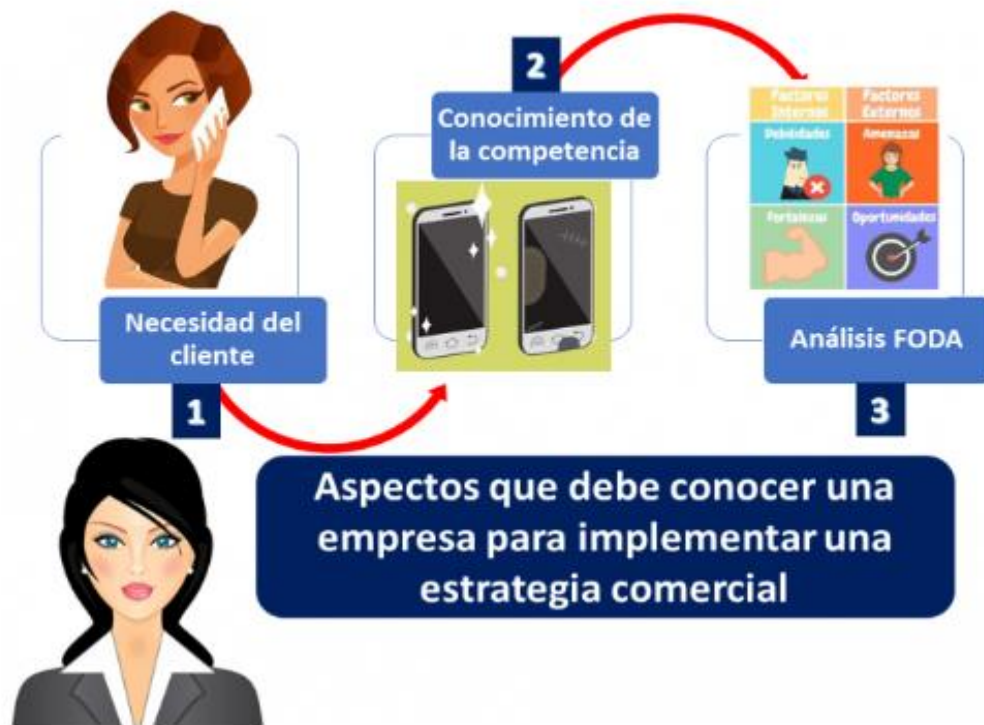 1
Necesidad del
cliente
2
Conocimiento de
la competencia
3
Análisis FODA
Factores
Internos
Factores
Externos
Debilidades
Amenazas
Fortalezas
Oportunidades
Aspectos que debe conocer una
empresa para implementar una
estrategia comercial